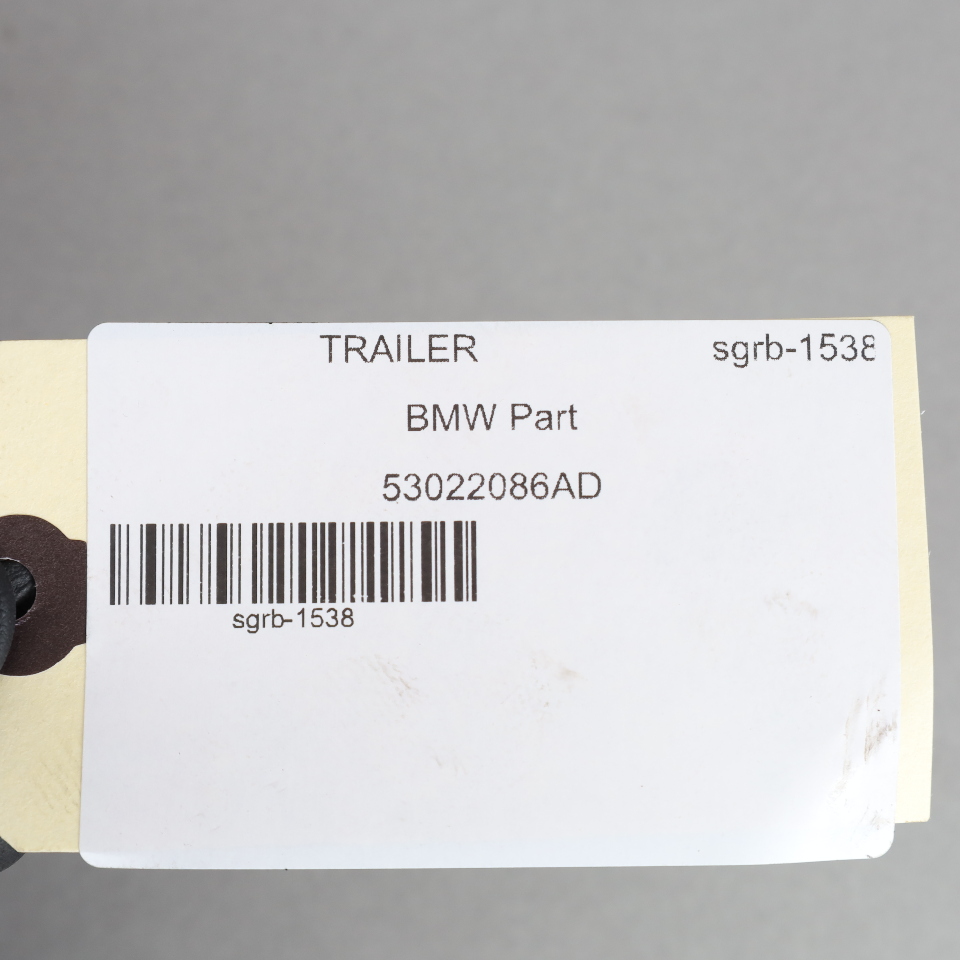 TRAILER sgrb-1538
BMW Part
53022086AD
sgrb-1538